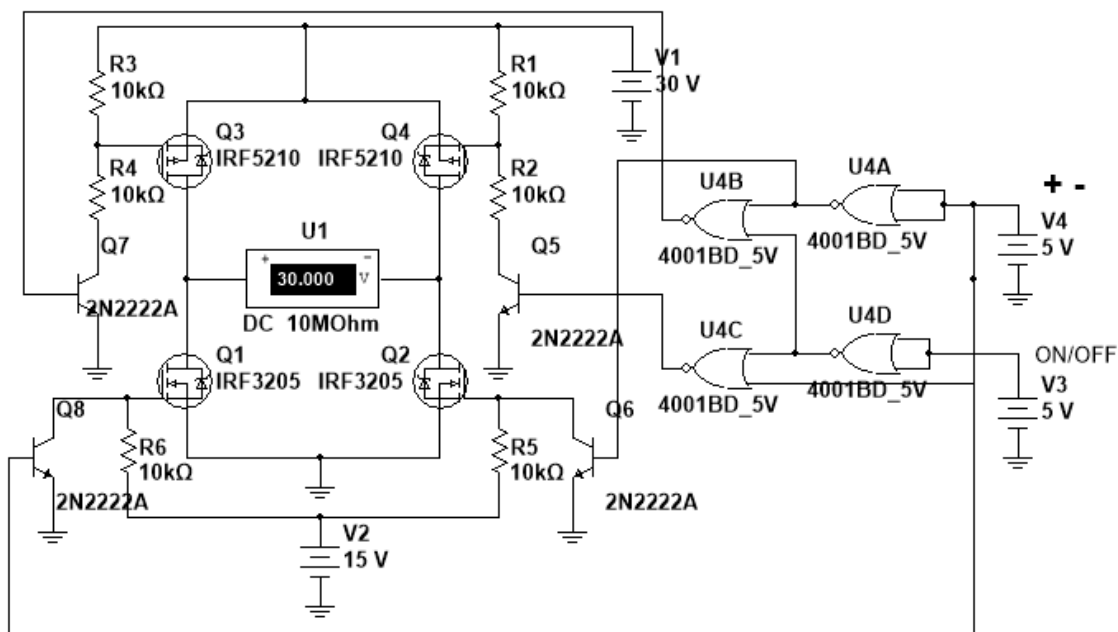 R3
10kΩ
R1
10kΩ
V1
30 V
Q3
IRF5210
Q4
IRF5210
R4
10kΩ
R2
10kΩ
U4B
4001BD_5V
U4A
4001BD_5V
+ -
V4
5 V
Q7
2N2222A
U1
+ -
30.000 V
DC 10MOhm
Q5
2N2222A
U4C
4001BD_5V
U4D
4001BD_5V
ON/OFF
V3
5 V
Q1
IRF3205
Q2
IRF3205
Q8
2N2222A
R6
10kΩ
R5
10kΩ
Q6
2N2222A
V2
15 V